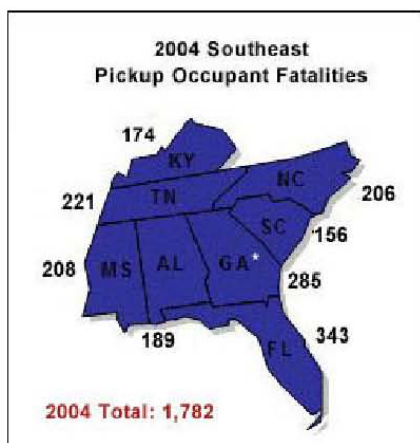 2004 Southeast
Pickup Occupant Fatalities
174
KY
NC
TN
221
206
SC
156
208
MS
AL
GA*
285
189
343
FL
2004 Total: 1,782